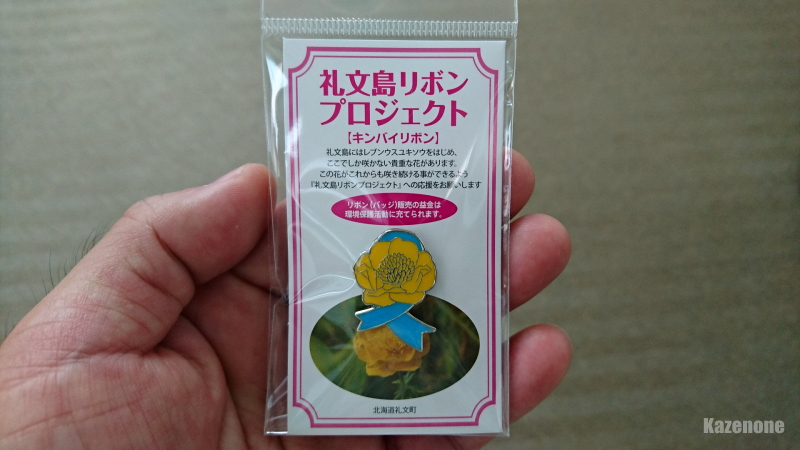 礼文島リボン
プロジェクト
【キンバイリボン】
礼文島にはレブンウスユキソウをはじめ、
ここでしか咲かない貴重な花があります。
この花がこれからも咲き続ける事ができるよう
『礼文島リボンプロジェクト』への応援をお願いします
リボン（バッジ）販売の益金は
環境保護活動に充てられます。
北海道礼文町
Kazenone